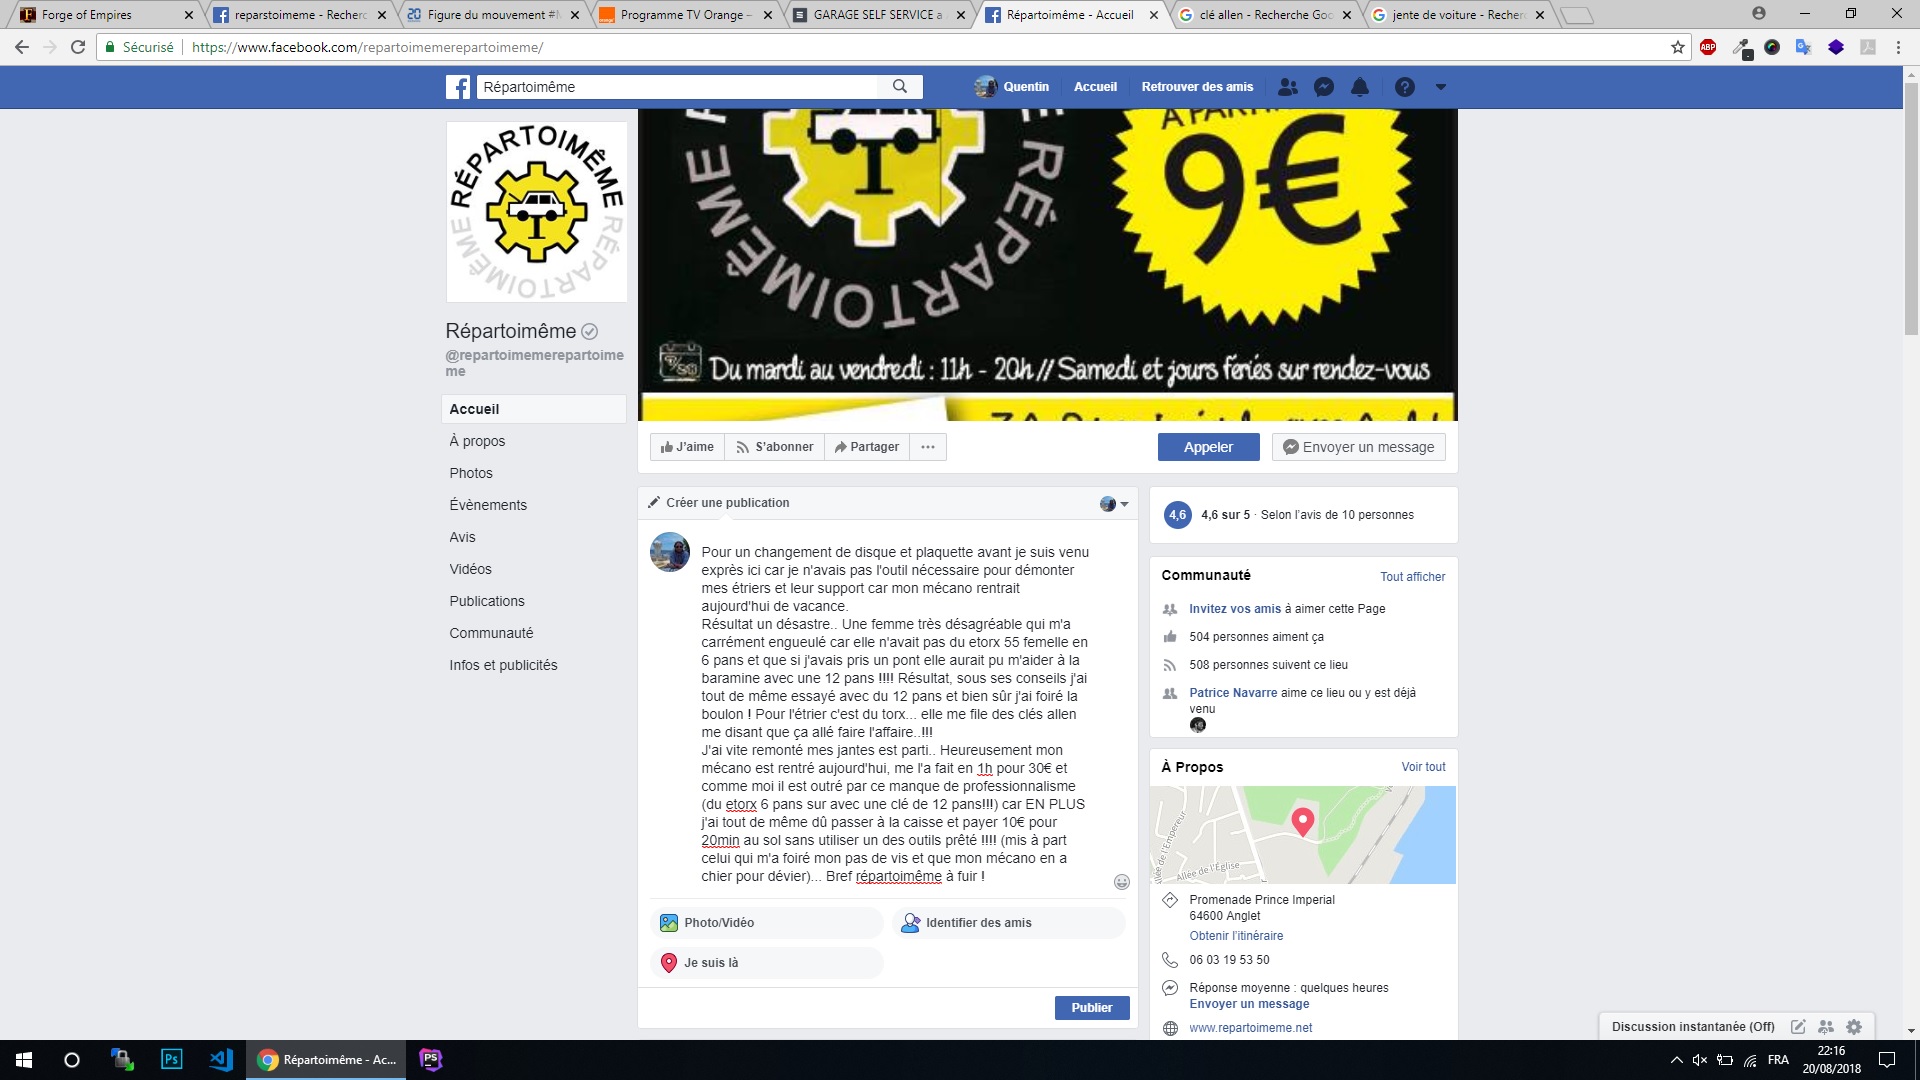 Forge of Empires
reparstoimeme - Recherc
Figure du mouvement #M
Programme TV Orange –
GARAGE SELF SERVICE a
Répartoimême - Accueil
clé allen - Recherche Goo
jente de voiture - Recher
Sécurisé
https://www.facebook.com/repartoimemerepartoimeme/
ABP
Répartoimême
Quentin
Accueil
Retrouver des amis
RÉPARTOIMÊME
RÉPARTOIMÊME
RÉPARTOIMÊME
9€
Du mardi au vendredi : 11h - 20h // Samedi et jours fériés sur rendez-vous
Répartoimême
@repartoimemerepartoime
me
Accueil
À propos
Photos
Évènements
Avis
Vidéos
Publications
Communauté
Infos et publicités
J'aime
S'abonner
Partager
Appeler
Envoyer un message
Créer une publication
Pour un changement de disque et plaquette avant je suis venu
exprès ici car je n'avais pas l'outil nécessaire pour démonter
mes étriers et leur support car mon mécano rentrait
aujourd'hui de vacance.
Résultat un désastre.. Une femme très désagréable qui m'a
carrément engueulé car elle n'avait pas du etorx 55 femelle en
6 pans et que si j'avais pris un pont elle aurait pu m'aider à la
baramine avec une 12 pans !!!! Résultat, sous ses conseils j'ai
tout de même essayé avec du 12 pans et bien sûr j'ai foiré la
boulon ! Pour l'étrier c'est du torx... elle me file des clés allen
me disant que ça allé faire l'affaire..!!!
J'ai vite remonté mes jantes est parti.. Heureusement mon
mécano est rentré aujourd'hui, me l'a fait en 1h pour 30€ et
comme moi il est outré par ce manque de professionnalisme
(du etorx 6 pans sur avec une clé de 12 pans!!!) car EN PLUS
j'ai tout de même dû passer à la caisse et payer 10€ pour
20min au sol sans utiliser un des outils prêté !!!! (mis à part
celui qui m'a foiré mon pas de vis et que mon mécano en a
chier pour dévier)... Bref répartoimême à fuir !
Photo/Vidéo
Identifier des amis
Je suis là
Publier
4,6
4,6 sur 5 · Selon l'avis de 10 personnes
Communauté
Tout afficher
Invitez vos amis à aimer cette Page
504 personnes aiment ça
508 personnes suivent ce lieu
Patrice Navarre aime ce lieu ou y est déjà
venu
À Propos
Voir tout
Allée de l'Empereur
Allée de l'Église
Promenade Prince Imperial
64600 Anglet
Obtenir l'itinéraire
06 03 19 53 50
Réponse moyenne : quelques heures
Envoyer un message
www.repartoimeme.net
Discussion instantanée (Off)
Ps
Répartoimême - Ac...
PS
FRA
22:16
20/08/2018